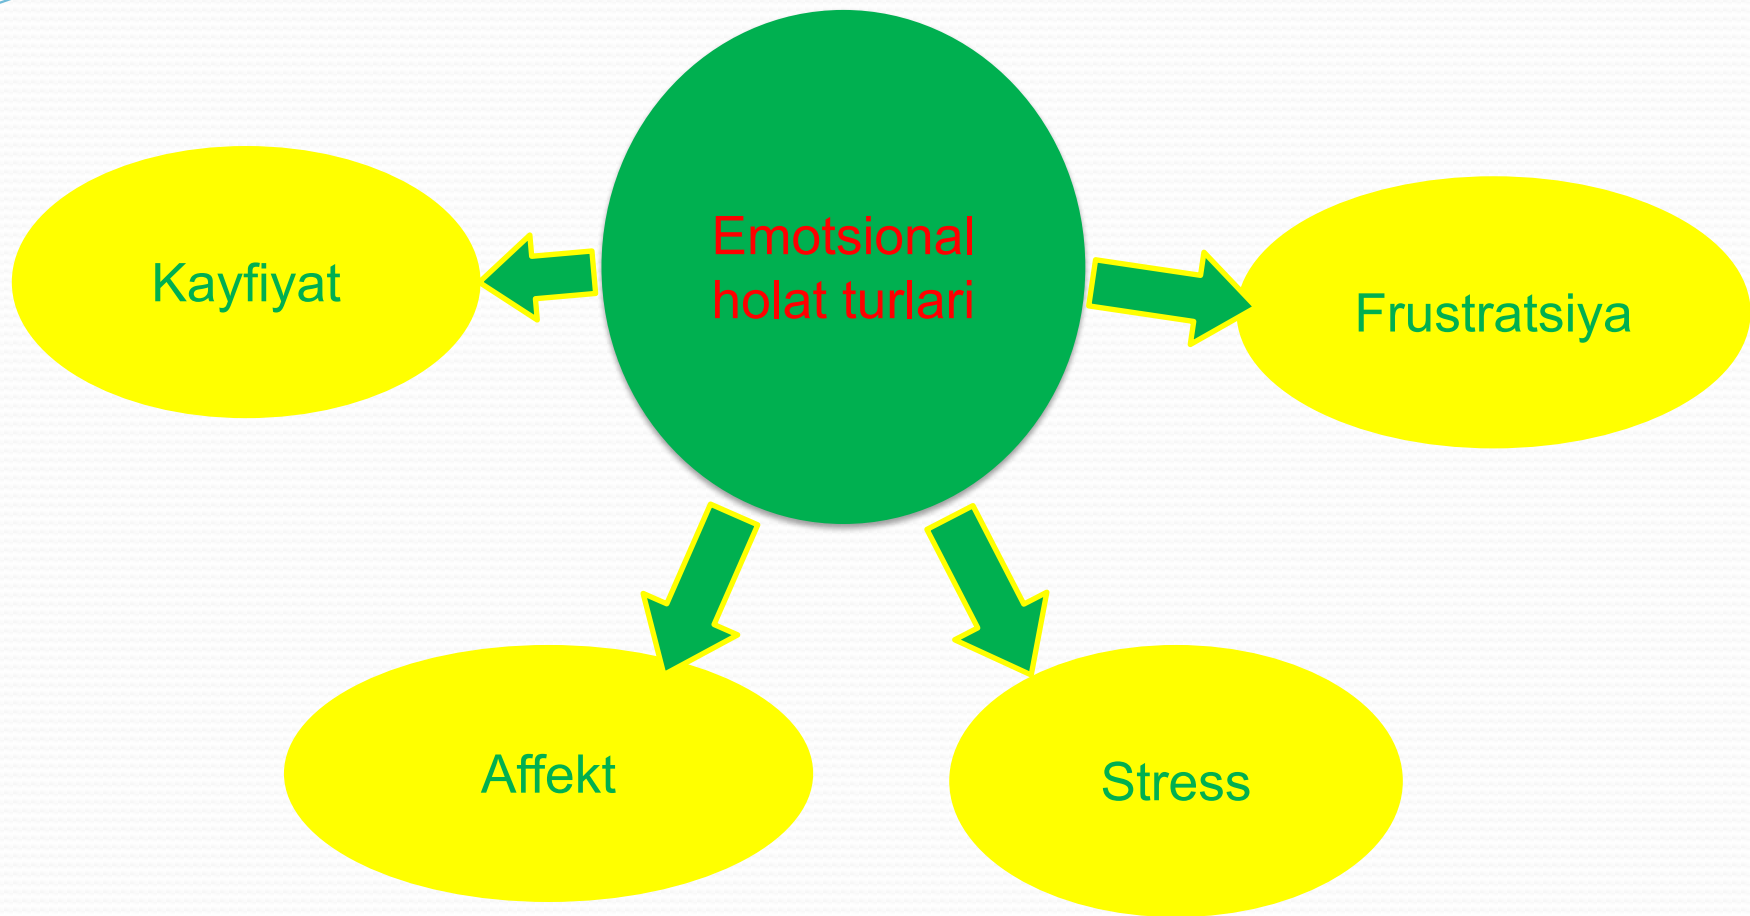 Emotsional
holat turlari
Kayfiyat
Frustratsiya
Affekt
Stress